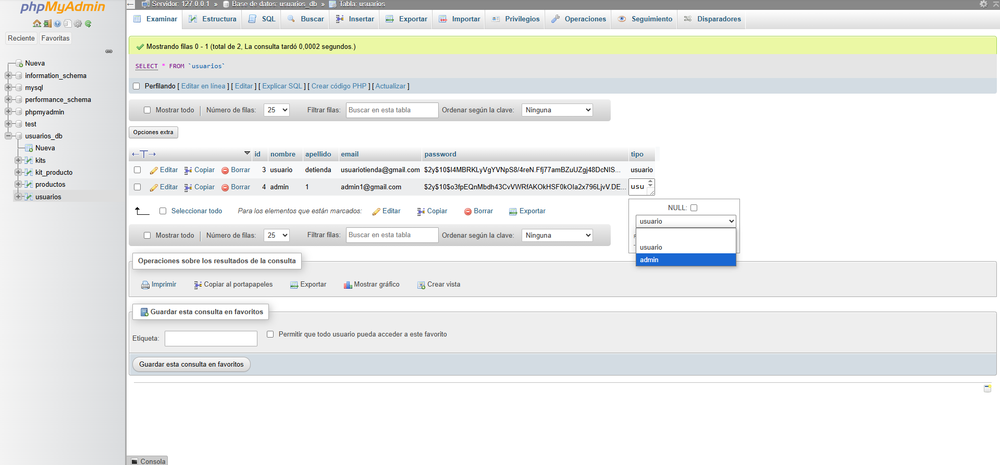 phpMyAdmin
Reciente Favoritas
Nueva
information_schema
mysql
performance_schema
phpmyadmin
test
usuarios_db
Nueva
kits
kit_producto
productos
usuarios
Servidor: 127.0.0.1 » Base de datos: usuarios_db » Tabla: usuarios
Examinar Estructura SQL Buscar Insertar Exportar Importar Privilegios Operaciones Seguimiento Disparadores
Mostrando filas 0 - 1 (total de 2, La consulta tardó 0,0002 segundos.)
SELECT * FROM `usuarios`
Perfilando [ Editar en línea ] [ Editar ] [ Explicar SQL ] [ Crear código PHP ] [ Actualizar ]
Mostrar todo Número de filas: 25 Filtrar filas: Buscar en esta tabla Ordenar según la clave: Ninguna
Opciones extra
←T→ id nombre apellido email password tipo
Editar Copiar Borrar 3 usuario detienda usuariotienda@gmail.com $2y$10$I4MBRKLyVgYVNpS8/4reN.Ffj77amBZuUZgj48DcNIS... usuario
Editar Copiar Borrar 4 admin 1 admin1@gmail.com $2y$10$o3fpEQnMbdh43CvVWRfAKOkHSF0kOIa2x796LjvV.DE... usu
Seleccionar todo Para los elementos que están marcados: Editar Copiar Borrar Exportar
NULL:
usuario
usuario
admin
Mostrar todo Número de filas: 25 Filtrar filas: Buscar en esta tabla Ordenar según la clave: Ninguna
Operaciones sobre los resultados de la consulta
Imprimir Copiar al portapapeles Exportar Mostrar gráfico Crear vista
Guardar esta consulta en favoritos
Etiqueta: Permitir que todo usuario pueda acceder a este favorito
Guardar esta consulta en favoritos
Consola